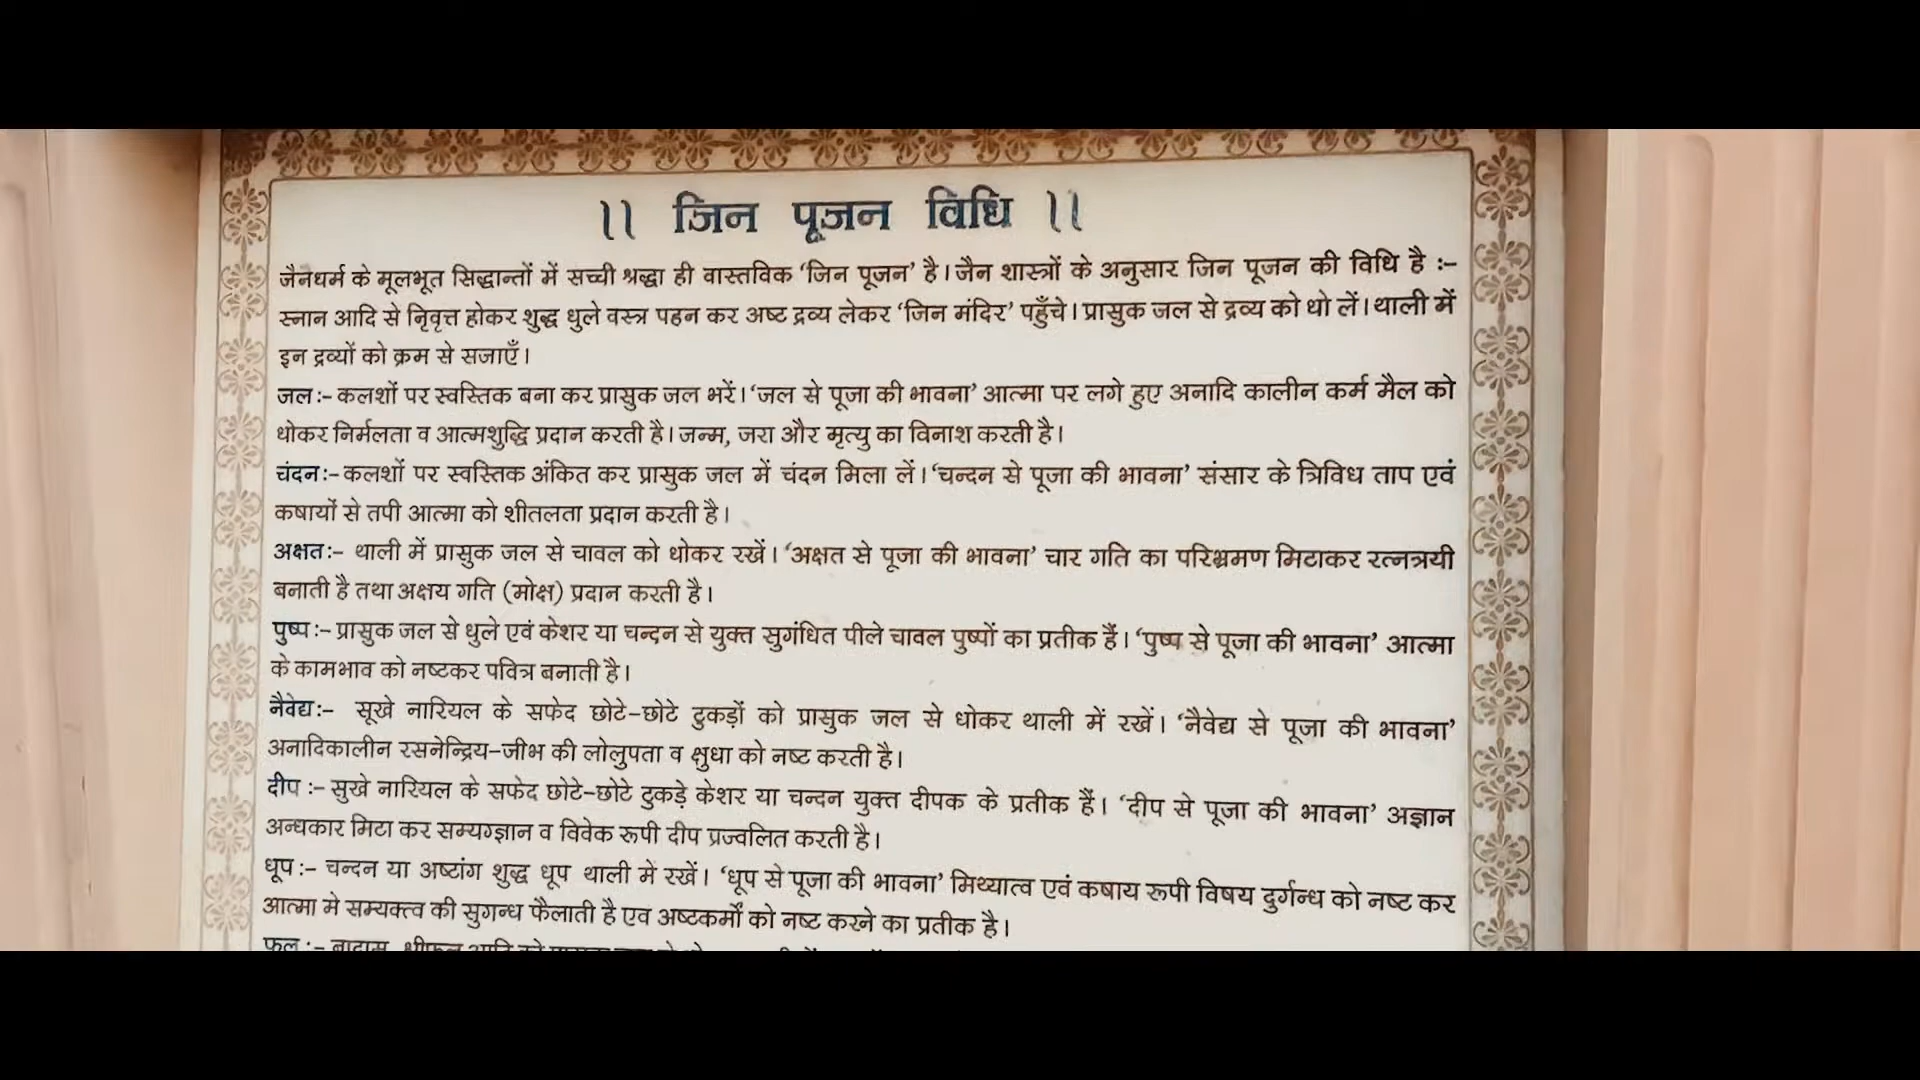 ।। जिन पूजन विधि ।।
जैनधर्म के मूलभूत सिद्धान्तों में सच्ची श्रद्धा ही वास्तविक ‘जिन पूजन’ है। जैन शास्त्रों के अनुसार जिन पूजन की विधि है :–
स्नान आदि से निवृत्त होकर शुद्ध धुले वस्त्र पहन कर अष्ट द्रव्य लेकर ‘जिन मंदिर’ पहुँचे। प्रासुक जल से द्रव्य को धो लें। थाली में
इन द्रव्यों को क्रम से सजाएँ।
जल :– कलशों पर स्वस्तिक बना कर प्रासुक जल भरें। ‘जल से पूजा की भावना’ आत्मा पर लगे हुए अनादि कालीन कर्म मैल को
धोकर निर्मलता व आत्मशुद्धि प्रदान करती है। जन्म, जरा और मृत्यु का विनाश करती है।
चंदन :– कलशों पर स्वस्तिक अंकित कर प्रासुक जल में चंदन मिला लें। ‘चन्दन से पूजा की भावना’ संसार के त्रिविध ताप एवं
कषायों से तपी आत्मा को शीतलता प्रदान करती है।
अक्षत :– थाली में प्रासुक जल से चावल को धोकर रखें। ‘अक्षत से पूजा की भावना’ चार गति का परिभ्रमण मिटाकर रत्नत्रयी
बनाती है तथा अक्षय गति (मोक्ष) प्रदान करती है।
पुष्प :– प्रासुक जल से धुले एवं केशर या चन्दन से युक्त सुगंधित पीले चावल पुष्पों का प्रतीक हैं। ‘पुष्प से पूजा की भावना’ आत्मा
के कामभाव को नष्टकर पवित्र बनाती है।
नैवेद्य :– सूखे नारियल के सफेद छोटे–छोटे टुकड़ों को प्रासुक जल से धोकर थाली में रखें। ‘नैवेद्य से पूजा की भावना’
अनादिकालीन रसनेन्द्रिय–जीभ की लोलुपता व क्षुधा को नष्ट करती है।
दीप :– सुखे नारियल के सफेद छोटे–छोटे टुकड़े केशर या चन्दन युक्त दीपक के प्रतीक हैं। ‘दीप से पूजा की भावना’ अज्ञान
अन्धकार मिटा कर सम्यग्ज्ञान व विवेक रूपी दीप प्रज्वलित करती है।
धूप :– चन्दन या अष्टांग शुद्ध धूप थाली में रखें। ‘धूप से पूजा की भावना’ मिथ्यात्व एवं कषाय रूपी विषय दुर्गन्ध को नष्ट कर
आत्मा मे सम्यक्त्व की सुगन्ध फैलाती है एव अष्टकर्मों को नष्ट करने का प्रतीक है।
फल :– बादाम, श्रीफल आदि को